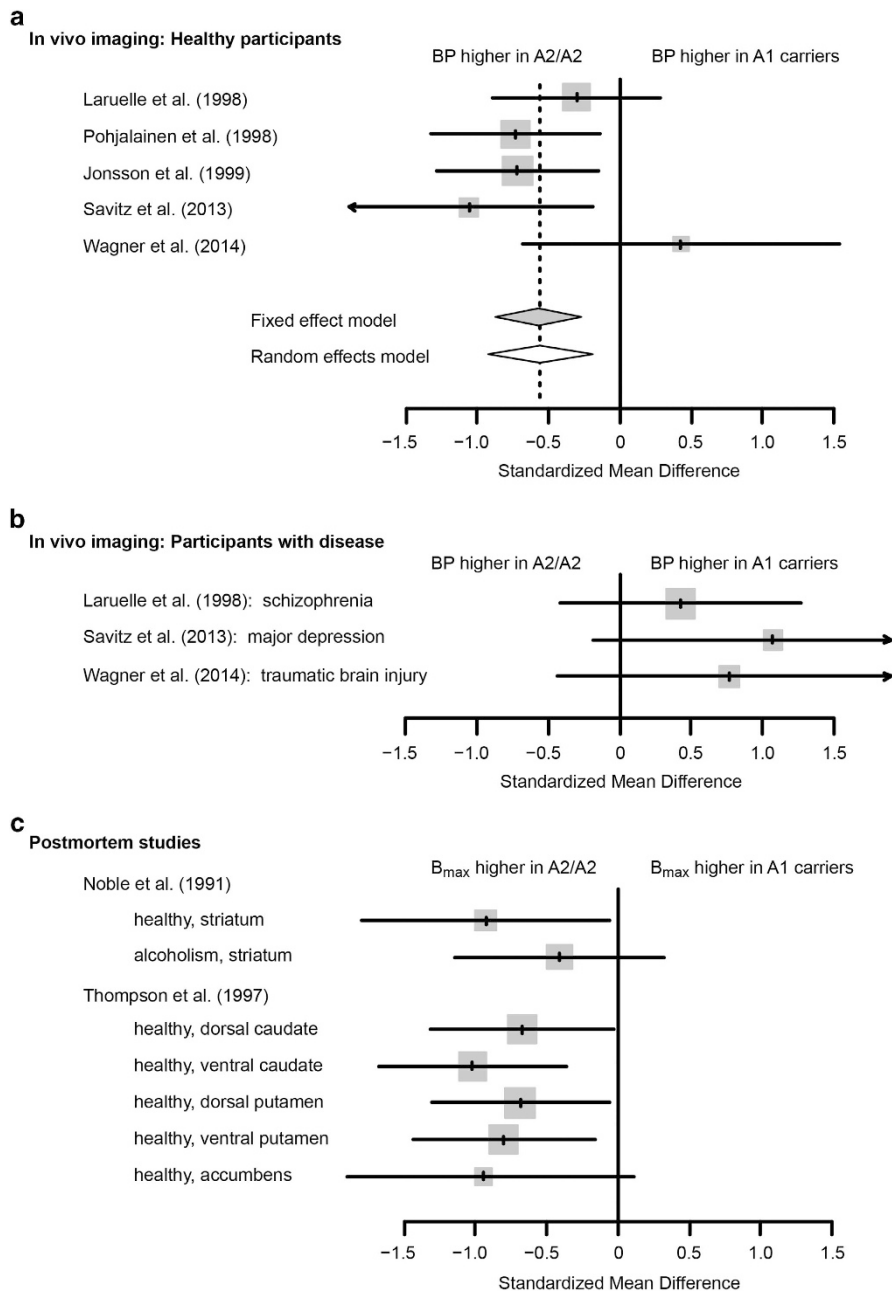 a
In vivo imaging: Healthy participants
BP higher in A2/A2 BP higher in A1 carriers
Laruelle et al. (1998)
Pohjalainen et al. (1998)
Jonsson et al. (1999)
Savitz et al. (2013)
Wagner et al. (2014)
Fixed effect model
Random effects model
−1.5 −1.0 −0.5 0 0.5 1.0 1.5
Standardized Mean Difference
b
In vivo imaging: Participants with disease
BP higher in A2/A2 BP higher in A1 carriers
Laruelle et al. (1998): schizophrenia
Savitz et al. (2013): major depression
Wagner et al. (2014): traumatic brain injury
−1.5 −1.0 −0.5 0 0.5 1.0 1.5
Standardized Mean Difference
c
Postmortem studies
Bmax higher in A2/A2 Bmax higher in A1 carriers
Noble et al. (1991)
healthy, striatum
alcoholism, striatum
Thompson et al. (1997)
healthy, dorsal caudate
healthy, ventral caudate
healthy, dorsal putamen
healthy, ventral putamen
healthy, accumbens
−1.5 −1.0 −0.5 0 0.5 1.0 1.5
Standardized Mean Difference